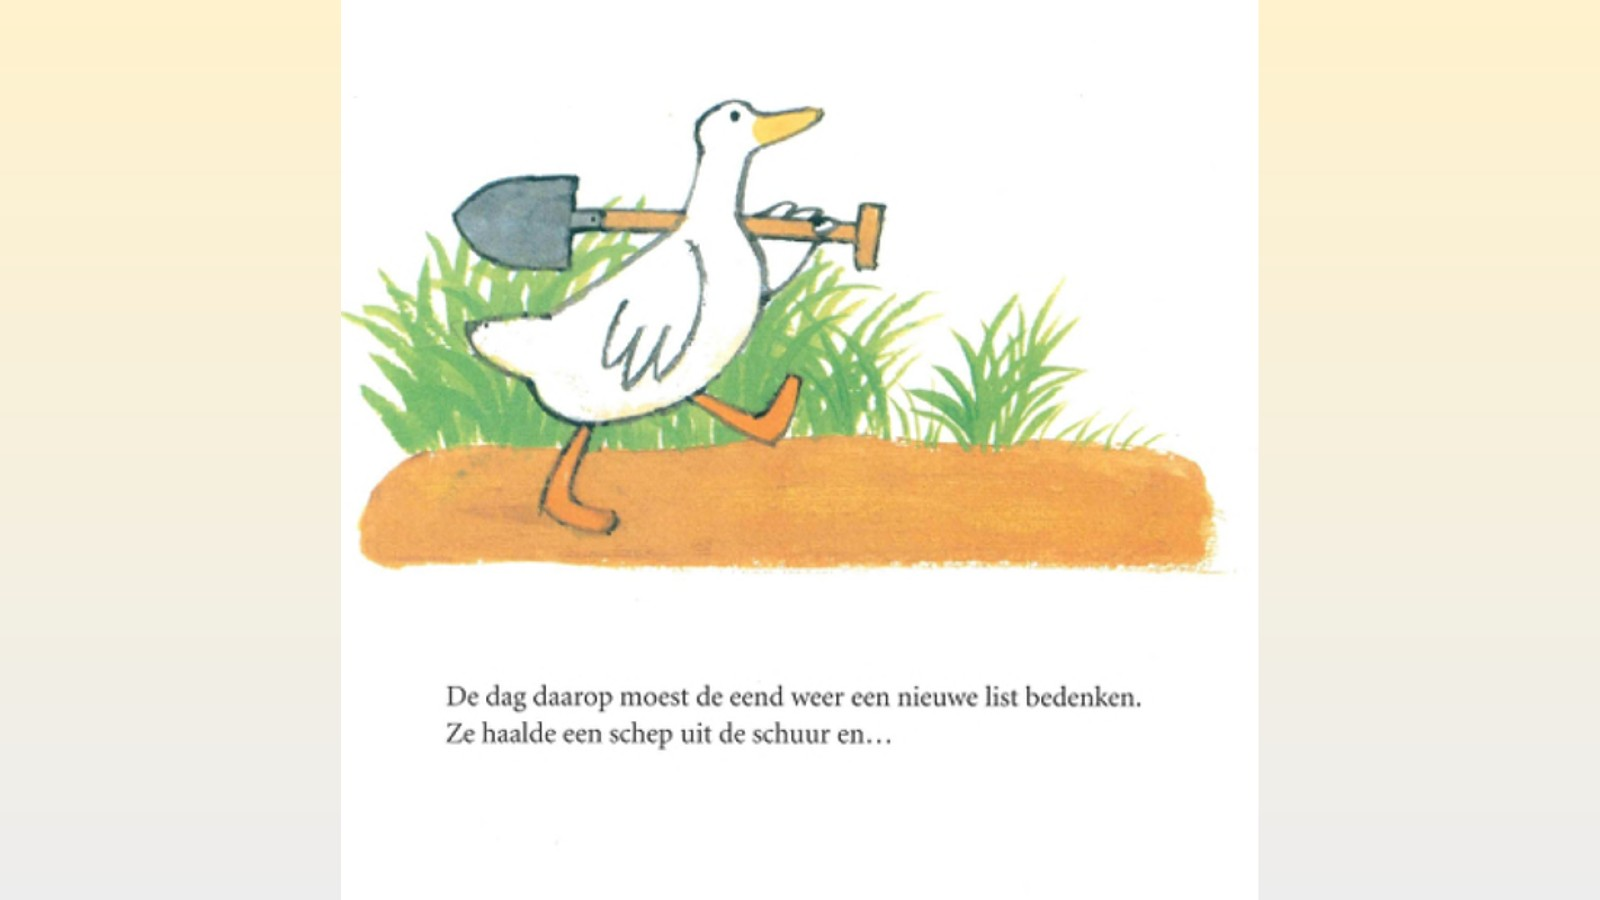 De dag daarop moest de eend weer een nieuwe list bedenken.
Ze haalde een schep uit de schuur en…